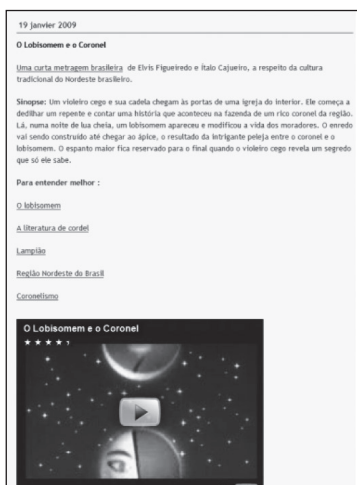 19 janvier 2009
O Lobisomem e o Coronel
Uma curta metragem brasileira de Elvis Figueiredo e Ítalo Cajueiro, a respeito da cultura
tradicional do Nordeste brasileiro.
Sinopse: Um violeiro cego e sua cadela chegam às portas de uma igreja do interior. Ele começa a
dedilhar um repente e contar uma história que aconteceu na fazenda de um rico coronel da região.
Lá, numa noite de lua cheia, um lobisomem apareceu e modificou a vida dos moradores. O enredo
vai sendo construído até chegar ao ápice, o resultado da intrigante peleja entre o coronel e o
lobisomem. O espanto maior fica reservado para o final quando o violeiro cego revela um segredo
que só ele sabe.
Para entender melhor :
O lobisomem
A literatura de cordel
Lampião
Região Nordeste do Brasil
Coronelismo
O Lobisomem e o Coronel